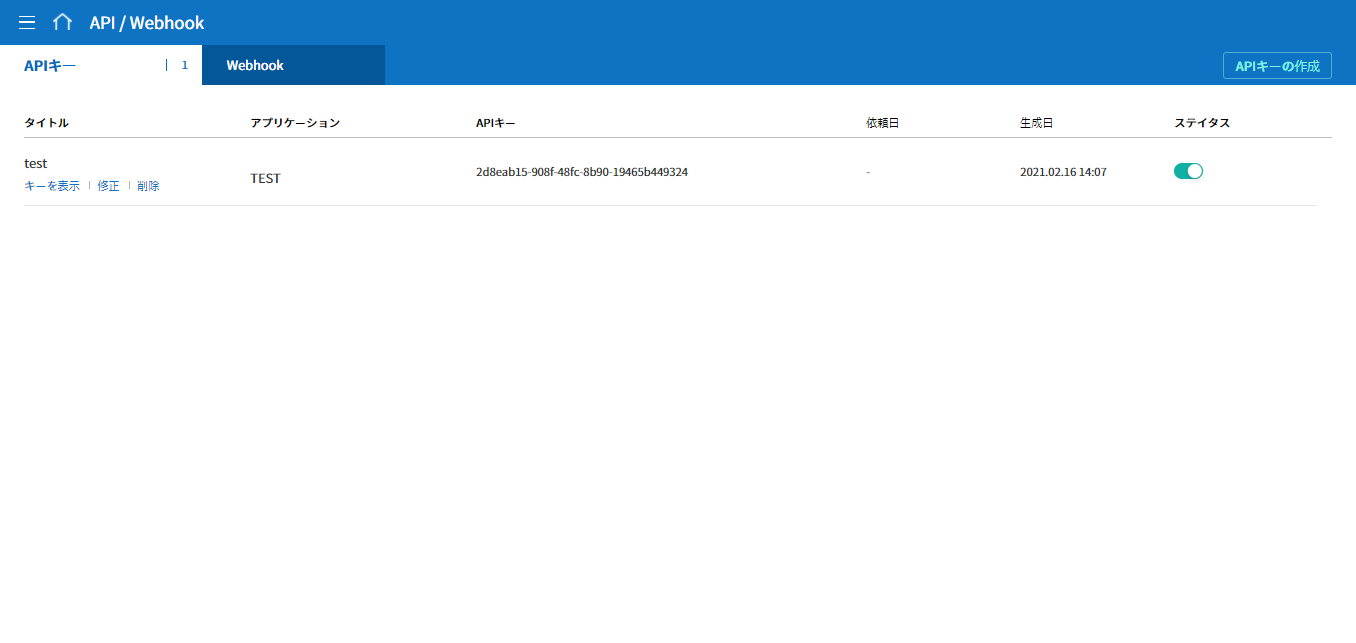 API / Webhook
APIキー 1 Webhook APIキーの作成
タイトル アプリケーション APIキー 依頼日 生成日 ステイタス
test
キーを表示 修正 削除
TEST 2d8eab15-908f-48fc-8b90-19465b449324 - 2021.02.16 14:07